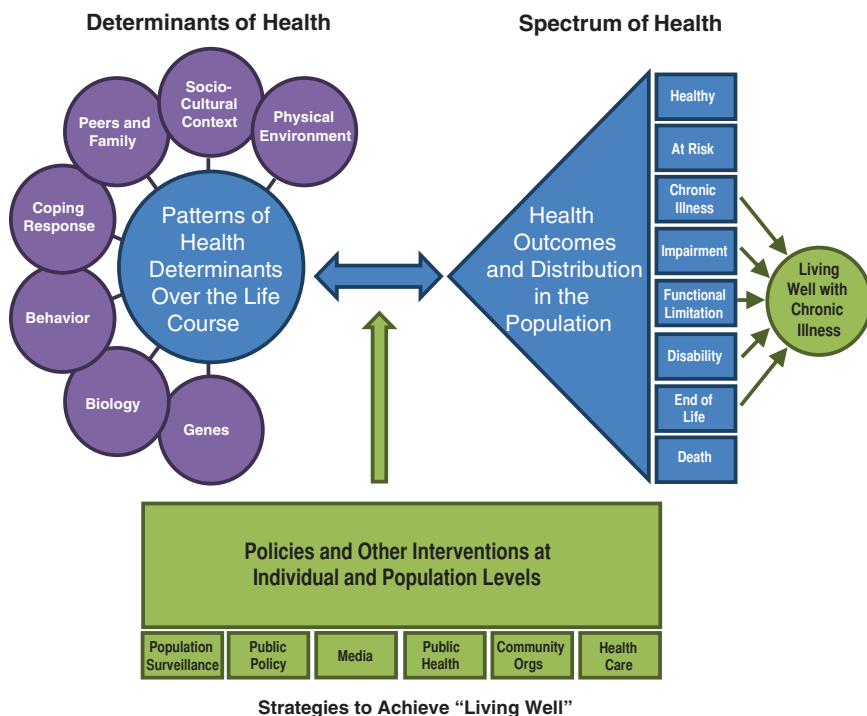 Determinants of Health
Spectrum of Health
Socio-
Cultural
Context
Physical
Environment
Peers and
Family
Coping
Response
Behavior
Biology
Genes
Patterns of
Health
Determinants
Over the Life
Course
Health
Outcomes
and Distribution
in the
Population
Healthy
At Risk
Chronic
Illness
Impairment
Functional
Limitation
Disability
End of
Life
Death
Living
Well with
Chronic
Illness
Policies and Other Interventions at
Individual and Population Levels
Population
Surveillance
Public
Policy
Media
Public
Health
Community
Orgs
Health
Care
Strategies to Achieve “Living Well”